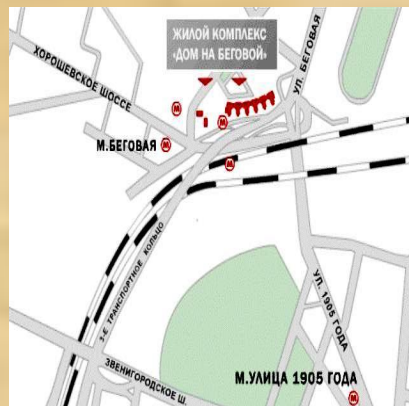 ЖИЛОЙ КОМПЛЕКС
«ДОМ НА БЕГОВОЙ»
УЛ. БЕГОВАЯ
ХОРОШЕВСКОЕ ШОССЕ
М
М
М.БЕГОВАЯ М
М
3-Е ТРАНСПОРТНОЕ КОЛЬЦО
УЛ. 1905 ГОДА
ЗВЕНИГОРОДСКОЕ Ш.
М.УЛИЦА 1905 ГОДА
М